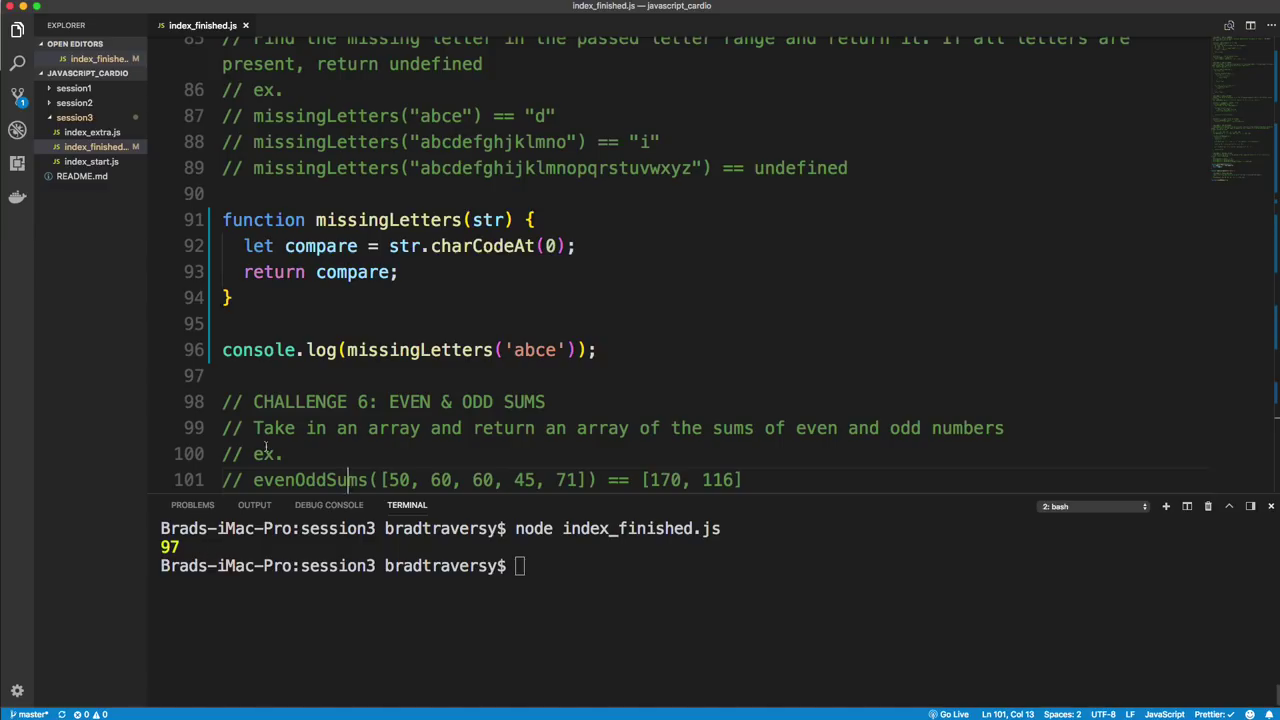 index_finished.js — javascript_cardio
EXPLORER
OPEN EDITORS
index_finishe.. M
JAVASCRIPT_CARDIO
session1
session2
session3
index_extra.js
index_finished... M
index_start.js
README.md
1
index_finished.js ×
85 // Find the missing letter in the passed letter range and return it. If all letters are
present, return undefined
86 // ex.
87 // missingLetters("abce") == "d"
88 // missingLetters("abcdefghjklmno") == "i"
89 // missingLetters("abcdefghijklmnopqrstuvwxyz") == undefined
90
91 function missingLetters(str) {
92 let compare = str.charCodeAt(0);
93 return compare;
94 }
95
96 console.log(missingLetters('abce'));
97
98 // CHALLENGE 6: EVEN & ODD SUMS
99 // Take in an array and return an array of the sums of even and odd numbers
100 // ex.
101 // evenOddSums([50, 60, 60, 45, 71]) == [170, 116]
PROBLEMS OUTPUT DEBUG CONSOLE TERMINAL 2: bash
Brads-iMac-Pro:session3 bradtraversy$ node index_finished.js
97
Brads-iMac-Pro:session3 bradtraversy$
master* 0 0 Go Live Ln 101, Col 13 Spaces: 2 UTF-8 LF JavaScript Prettier: ✓